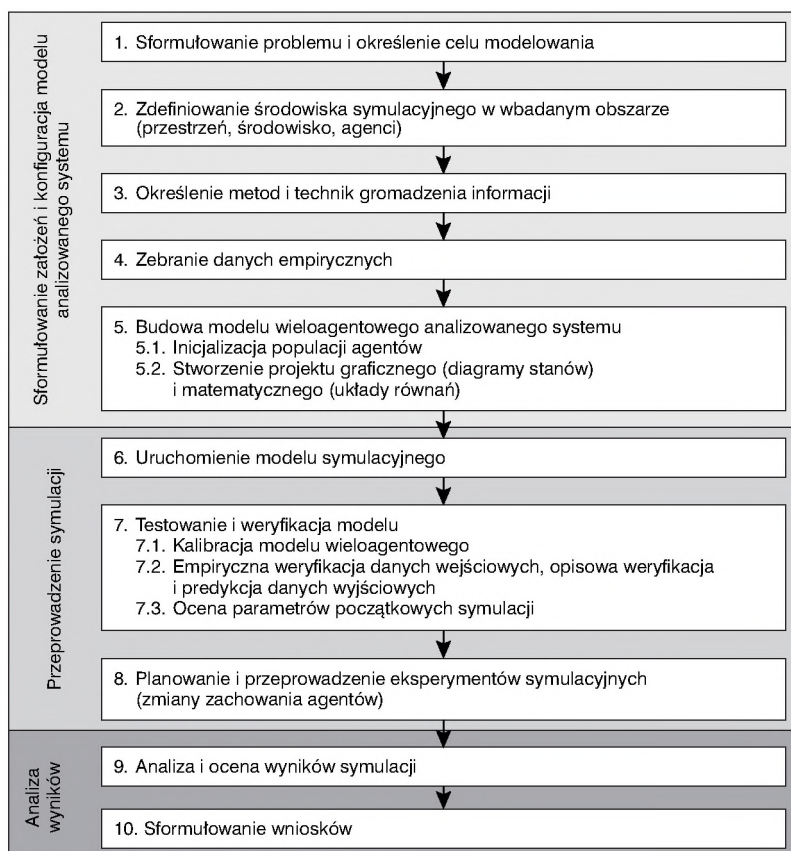 Sformułowanie założeń i konfiguracja modelu
analizowanego systemu
1. Sformułowanie problemu i określenie celu modelowania
2. Zdefiniowanie środowiska symulacyjnego w wbadanym obszarze
(przestrzeń, środowisko, agenci)
3. Określenie metod i technik gromadzenia informacji
4. Zebranie danych empirycznych
5. Budowa modelu wieloagentowego analizowanego systemu
5.1. Inicjalizacja populacji agentów
5.2. Stworzenie projektu graficznego (diagramy stanów)
i matematycznego (układy równań)
Przeprowadzenie symulacji
6. Uruchomienie modelu symulacyjnego
7. Testowanie i weryfikacja modelu
7.1. Kalibracja modelu wieloagentowego
7.2. Empiryczna weryfikacja danych wejściowych, opisowa weryfikacja
i predykcja danych wyjściowych
7.3. Ocena parametrów początkowych symulacji
8. Planowanie i przeprowadzenie eksperymentów symulacyjnych
(zmiany zachowania agentów)
Analiza
wyników
9. Analiza i ocena wyników symulacji
10. Sformułowanie wniosków